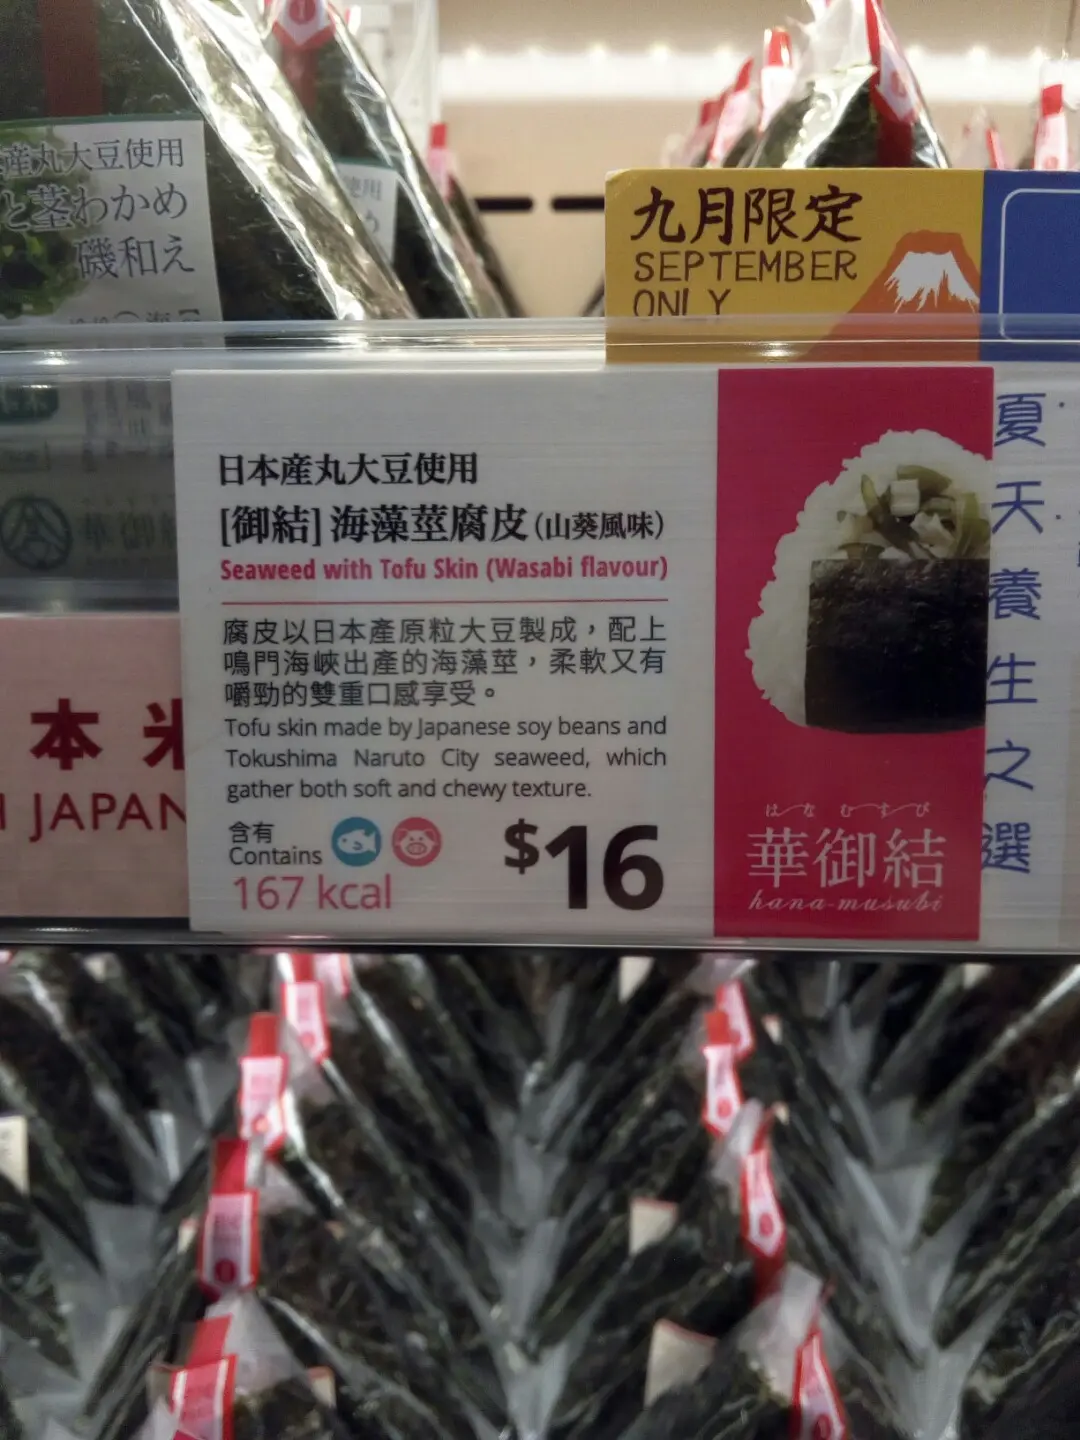 産丸大豆使用
と茎わかめ
磯和え
九月限定
SEPTEMBER
ONLY
日本産丸大豆使用
[御結] 海藻莖腐皮 (山葵風味)
Seaweed with Tofu Skin (Wasabi flavour)
腐皮以日本產原粒大豆製成，配上
鳴門海峽出產的海藻莖，柔軟又有
嚼勁的雙重口感享受。
Tofu skin made by Japanese soy beans and
Tokushima Naruto City seaweed, which
gather both soft and chewy texture.
含有
Contains
167 kcal
$16
はなむすび
華御結
hana-musubi
夏天養生之選
本米
JAPAN